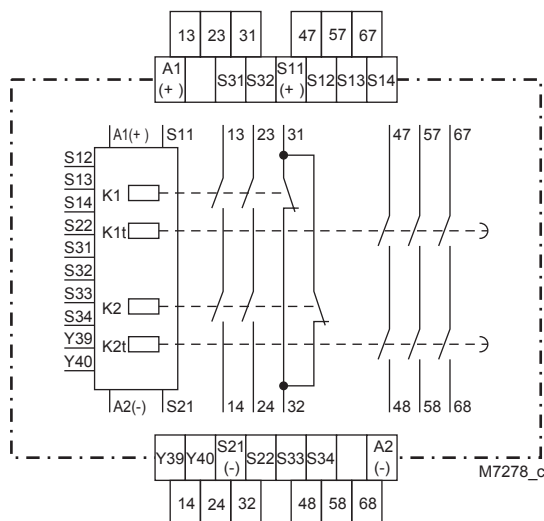 13 23 31 47 57 67
A1 (+) S31 S32 S11 (+) S12 S13 S14
A1(+) S11 13 23 31 47 57 67
S12
S13
K1
S14
S22
K1t
S31
S32
S33
K2
S34
Y39
K2t
Y40
A2(-) S21 14 24 32 48 58 68
Y39 Y40 S21 (-) S22 S33 S34 A2 (-)
M7278_c
14 24 32 48 58 68